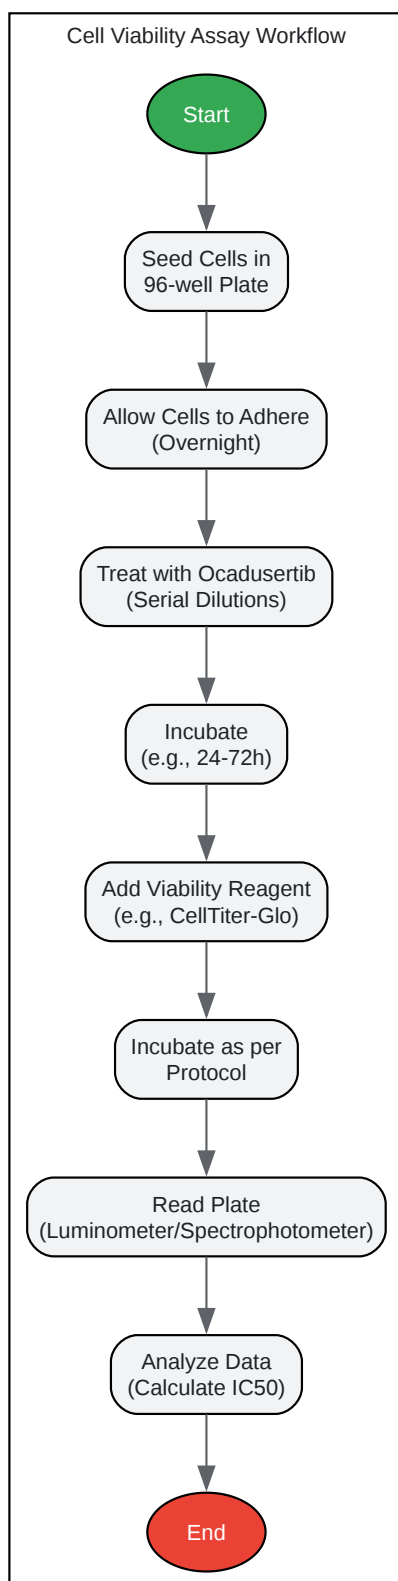 Cell Viability Assay Workflow
Start
Seed Cells in
96-well Plate
Allow Cells to Adhere
(Overnight)
Treat with Ocadusertib
(Serial Dilutions)
Incubate
(e.g., 24-72h)
Add Viability Reagent
(e.g., CellTiter-Glo)
Incubate as per
Protocol
Read Plate
(Luminometer/Spectrophotometer)
Analyze Data
(Calculate IC50)
End